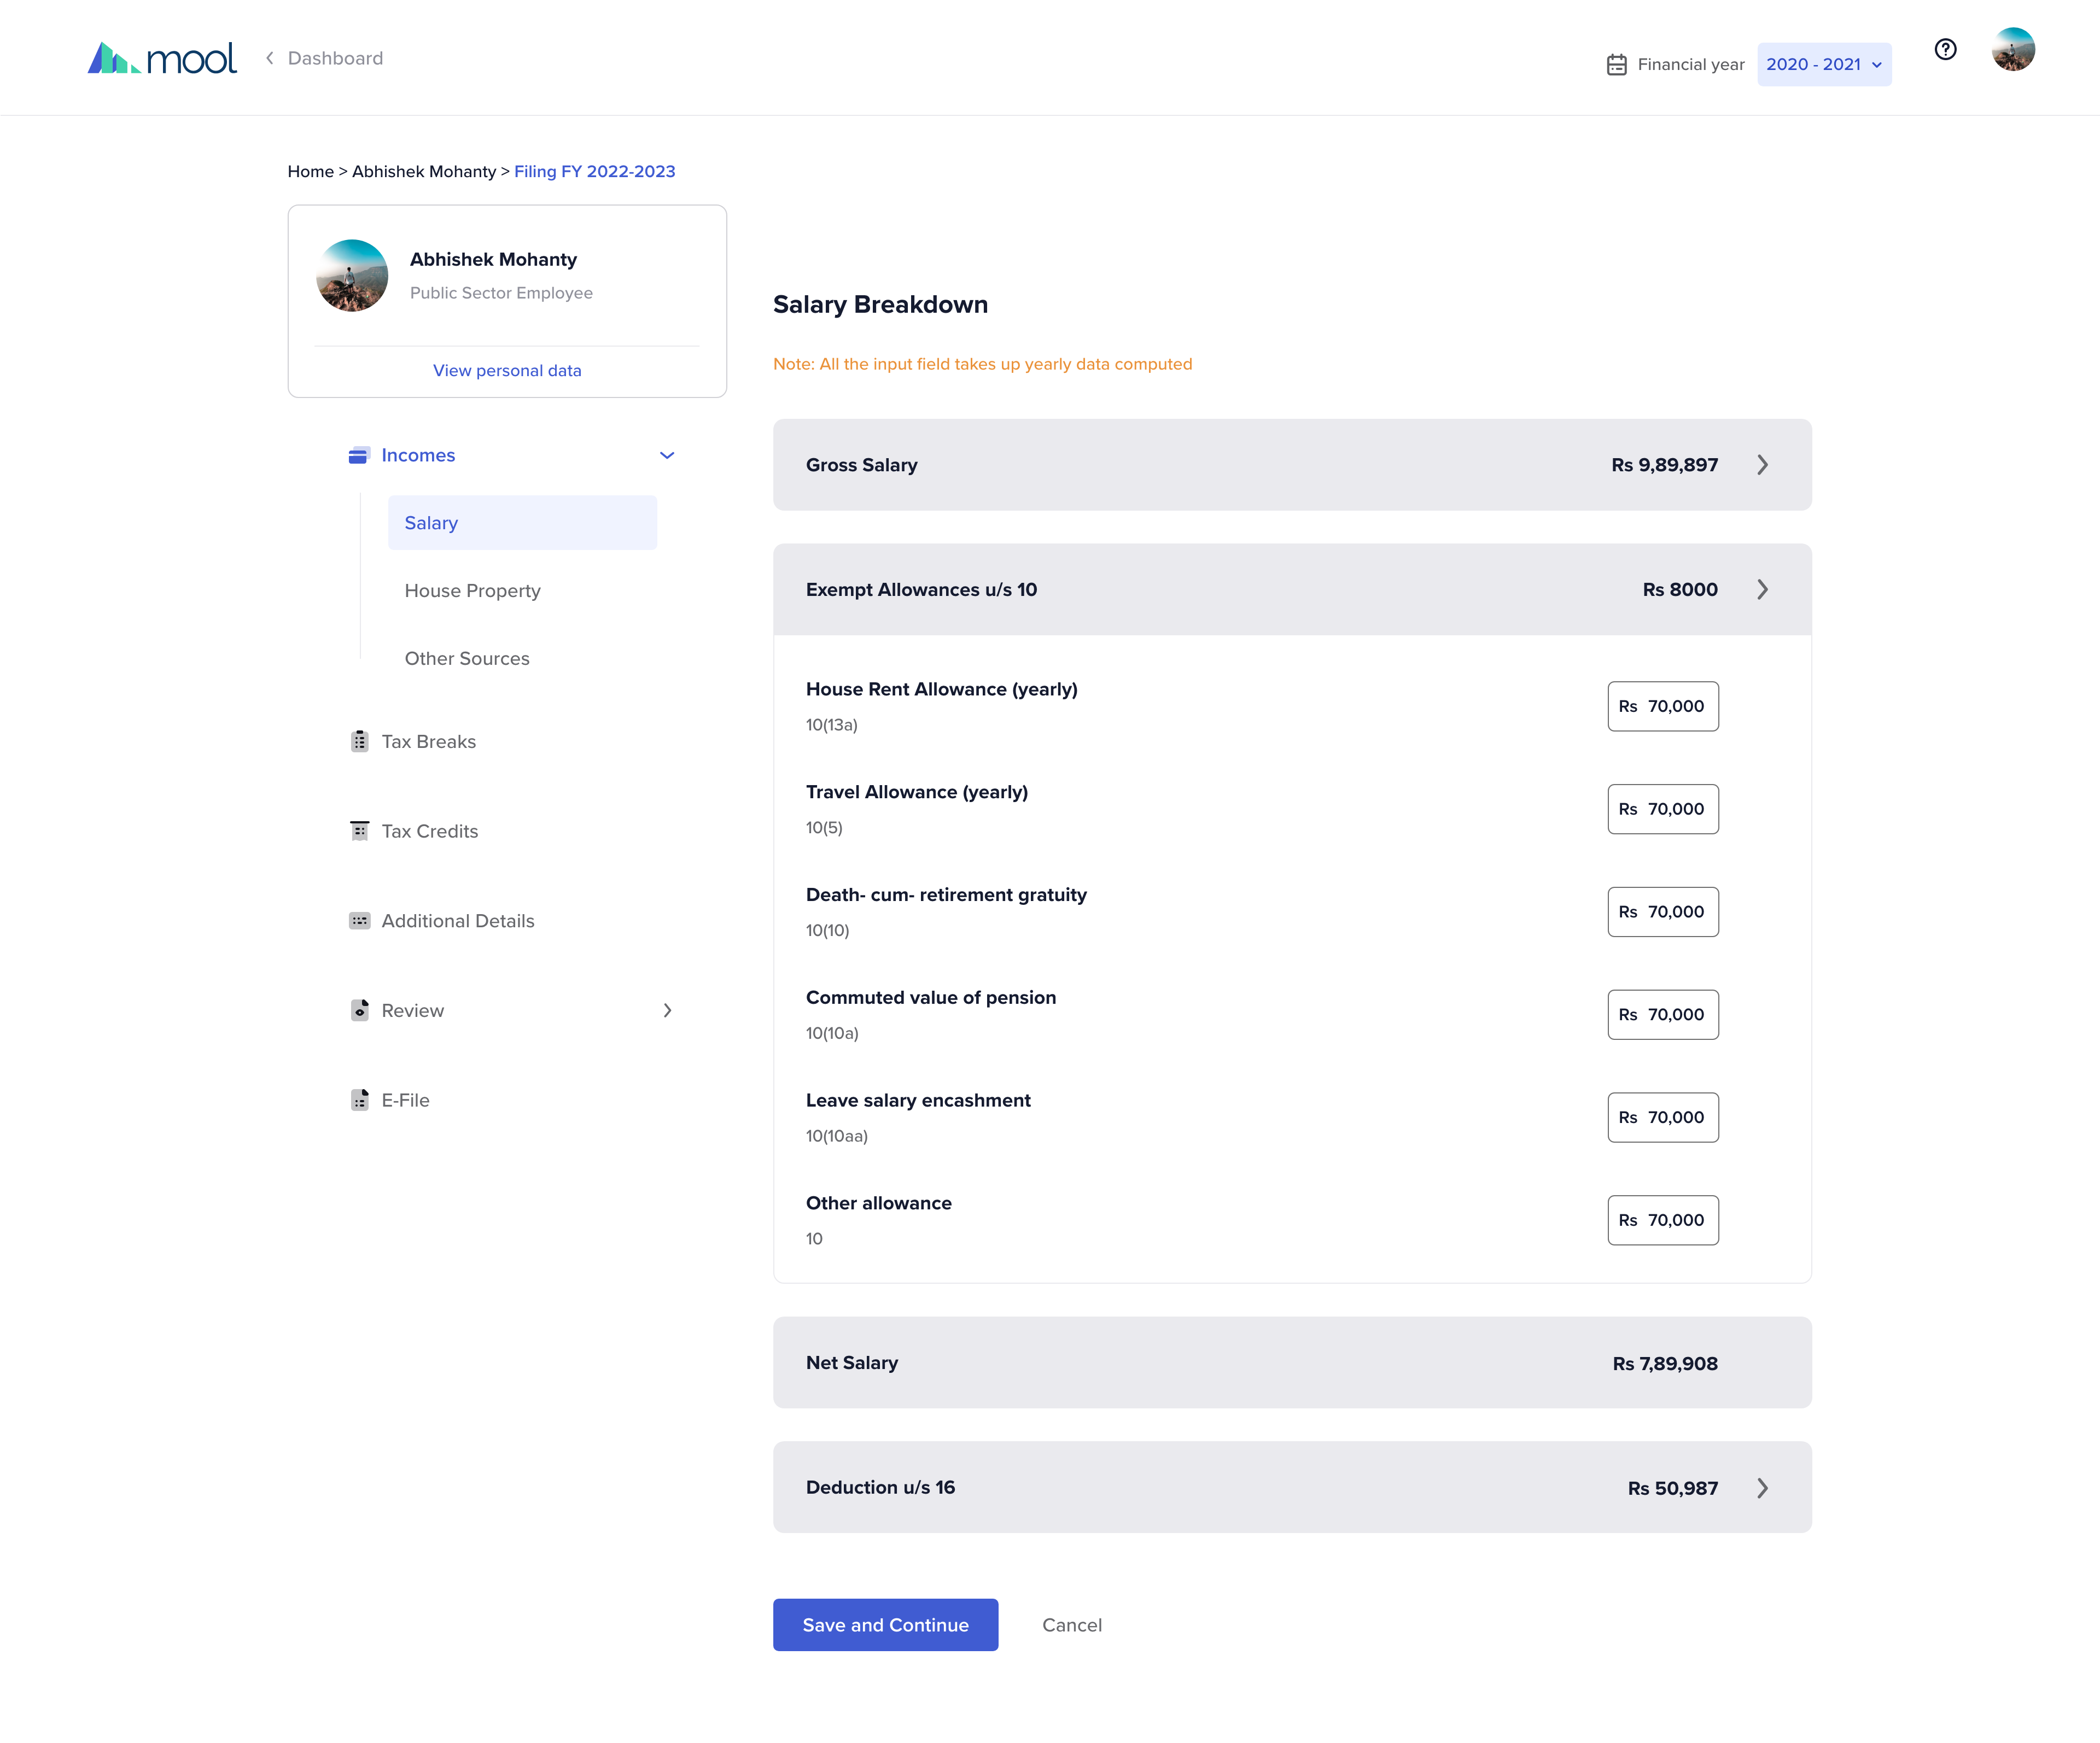 mool
Dashboard
Financial year
2020 - 2021
Home > Abhishek Mohanty > Filing FY 2022-2023
Abhishek Mohanty
Public Sector Employee
View personal data
Incomes
Salary
House Property
Other Sources
Tax Breaks
Tax Credits
Additional Details
Review
E-File
Salary Breakdown
Note: All the input field takes up yearly data computed
Gross Salary Rs 9,89,897
Exempt Allowances u/s 10 Rs 8000
House Rent Allowance (yearly)
10(13a)
Rs 70,000
Travel Allowance (yearly)
10(5)
Rs 70,000
Death- cum- retirement gratuity
10(10)
Rs 70,000
Commuted value of pension
10(10a)
Rs 70,000
Leave salary encashment
10(10aa)
Rs 70,000
Other allowance
10
Rs 70,000
Net Salary Rs 7,89,908
Deduction u/s 16 Rs 50,987
Save and Continue
Cancel